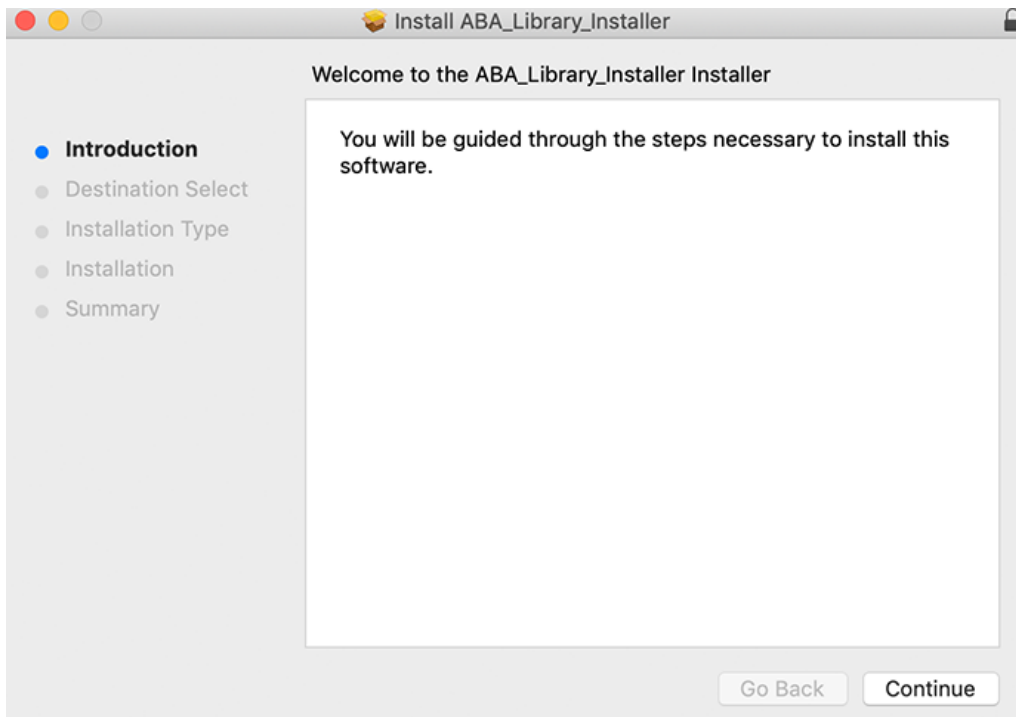 Install ABA_Library_Installer
Welcome to the ABA_Library_Installer Installer
Introduction
Destination Select
Installation Type
Installation
Summary
You will be guided through the steps necessary to install this
software.
Go Back
Continue